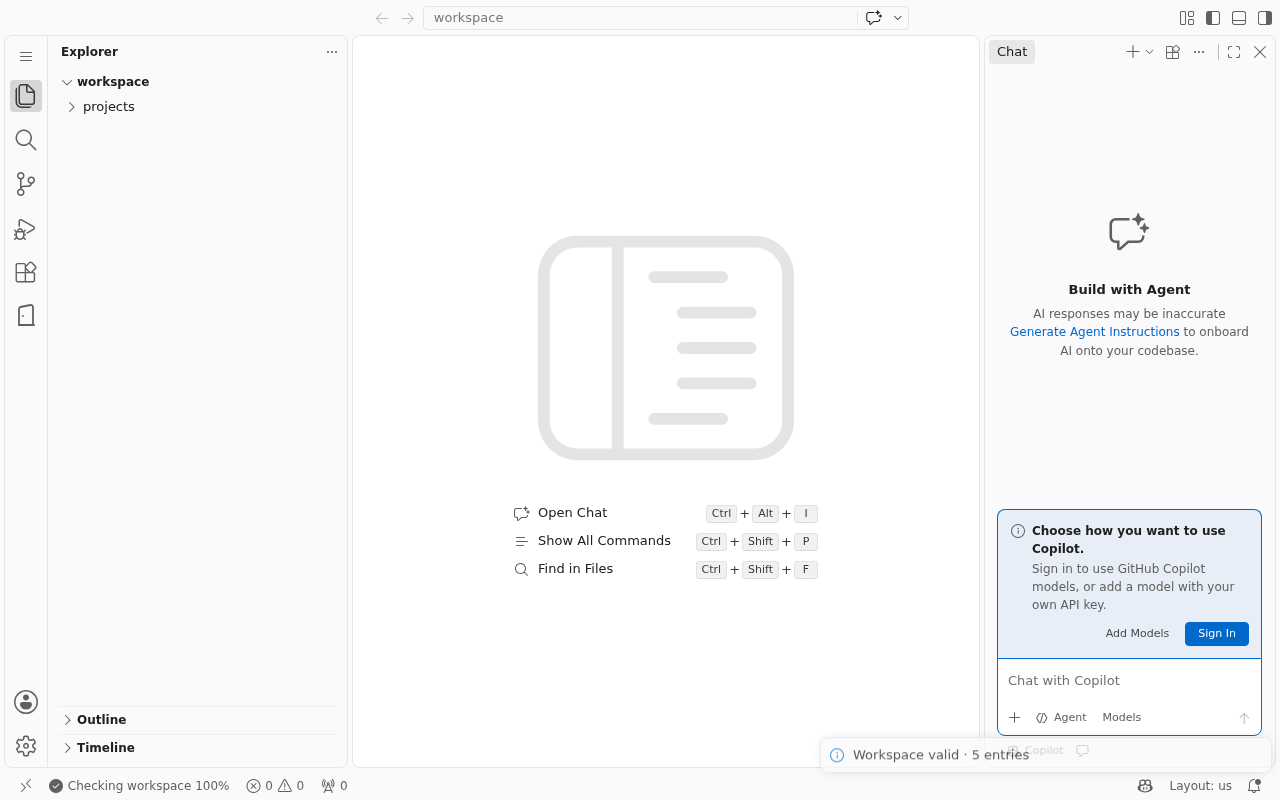 workspace
Explorer
workspace
projects
Outline
Timeline
Open Chat Ctrl + Alt + I
Show All Commands Ctrl + Shift + P
Find in Files Ctrl + Shift + F
Chat
Build with Agent
AI responses may be inaccurate
Generate Agent Instructions to onboard
AI onto your codebase.
Choose how you want to use
Copilot.
Sign in to use GitHub Copilot
models, or add a model with your
own API key.
Add Models
Sign In
Chat with Copilot
Agent
Models
Copilot
Workspace valid · 5 entries
Checking workspace 100%
0
0
0
Layout: us